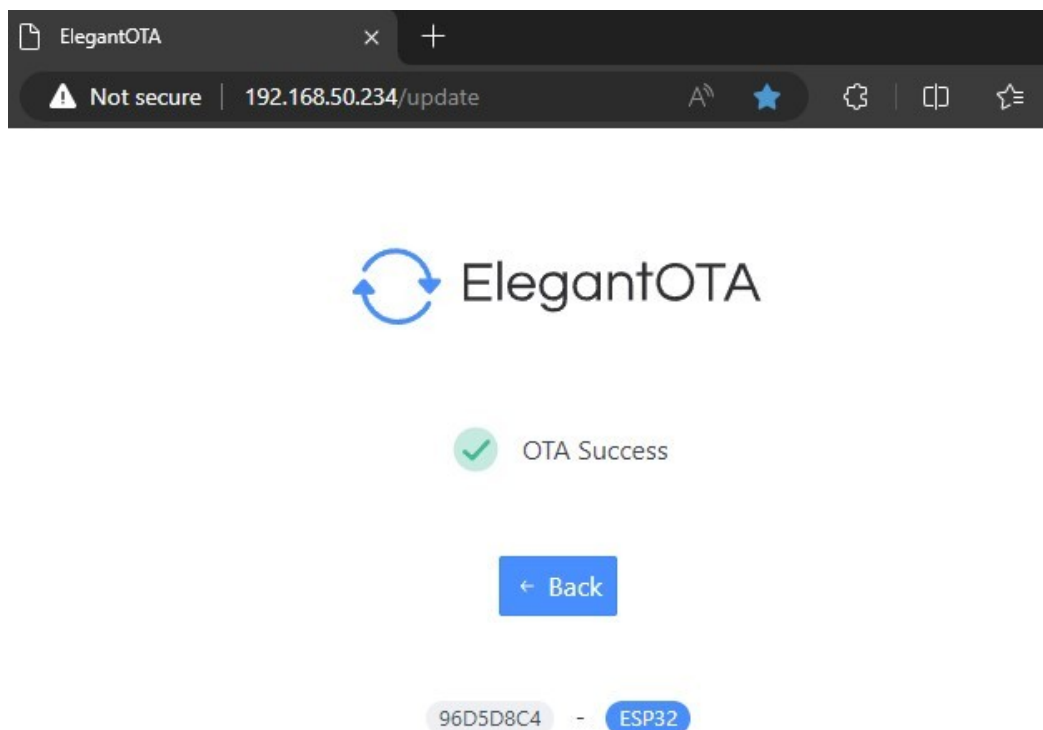 ElegantOTA
Not secure | 192.168.50.234/update
ElegantOTA
OTA Success
← Back
96D5D8C4 - ESP32